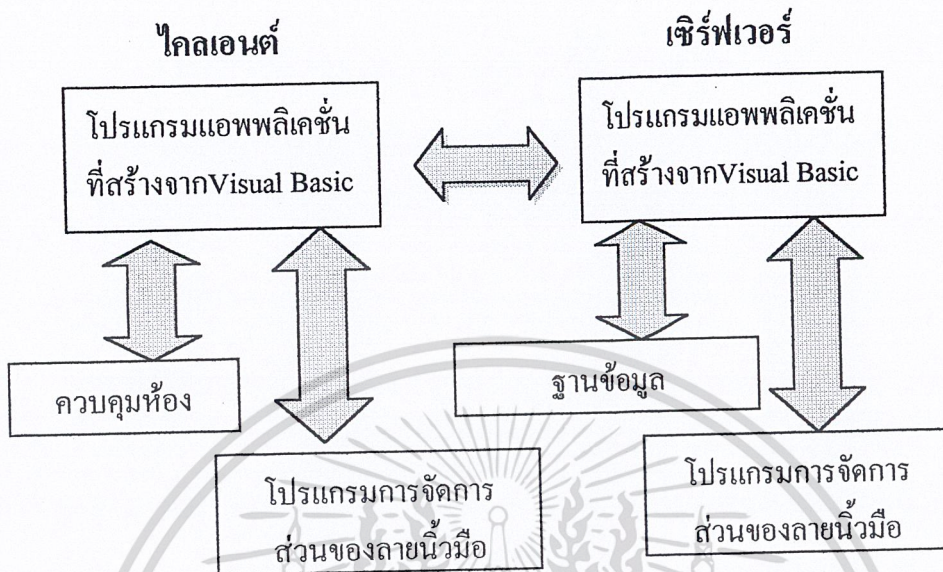 ไคลเอนต์
เซิร์ฟเวอร์
โปรแกรมแอพพลิเคชั่น
ที่สร้างจากVisual Basic
โปรแกรมแอพพลิเคชั่น
ที่สร้างจากVisual Basic
ควบคุมห้อง
ฐานข้อมูล
โปรแกรมการจัดการ
ส่วนของลายนิ้วมือ
โปรแกรมการจัดการ
ส่วนของลายนิ้วมือ